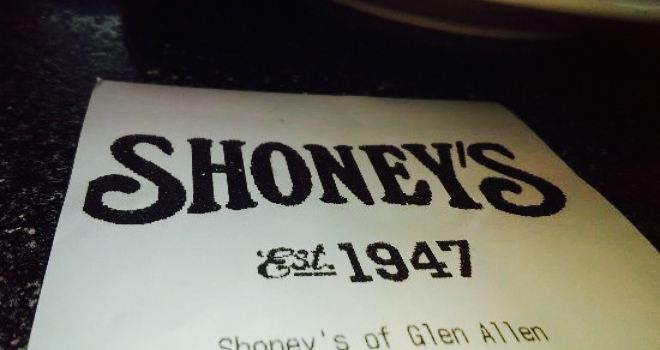 SHONEY'S
Est. 1947
Shoney's of Glen Allen